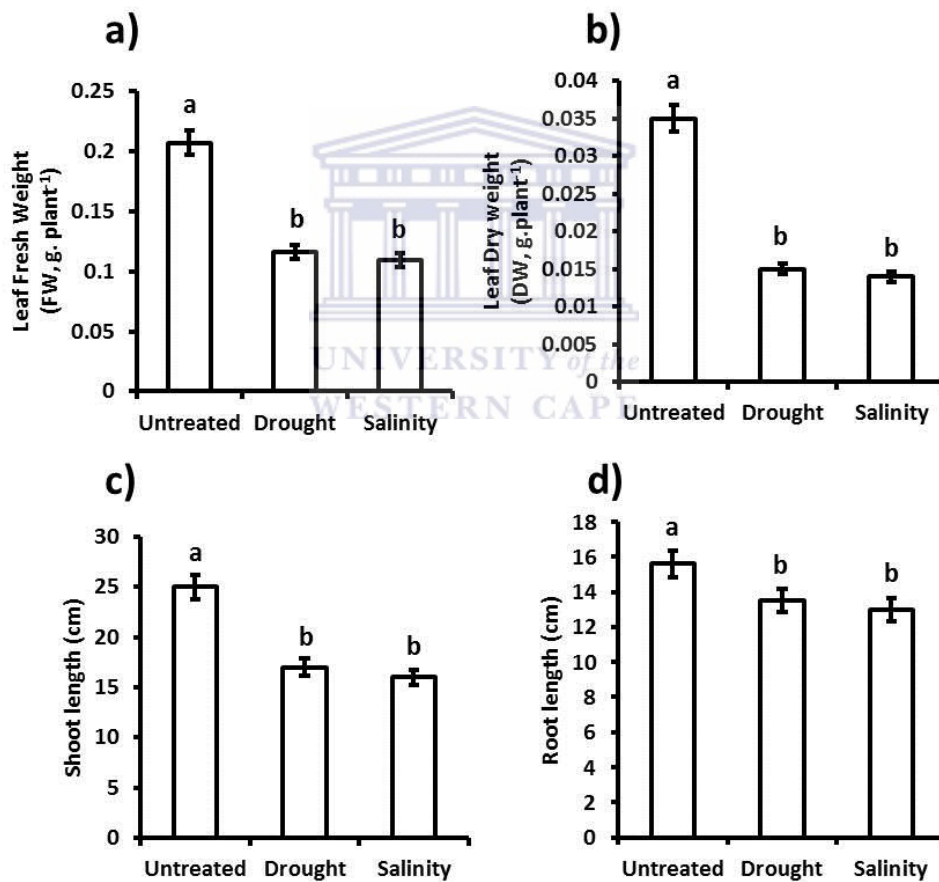 a)
Leaf Fresh Weight
(FW, g. plant-1)
0.25
0.2
0.15
0.1
0.05
0
a
b
b
Untreated
Drought
Salinity
b)
Leaf Dry weight
(DW, g.plant-1)
0.04
0.035
0.03
0.025
0.02
0.015
0.01
0.005
0
a
b
b
Untreated
Drought
Salinity
UNIVERSITY of the
WESTERN CAPE
c)
Shoot length (cm)
30
25
20
15
10
5
0
a
b
b
Untreated
Drought
Salinity
d)
Root length (cm)
18
16
14
12
10
8
6
4
2
0
a
b
b
Untreated
Drought
Salinity